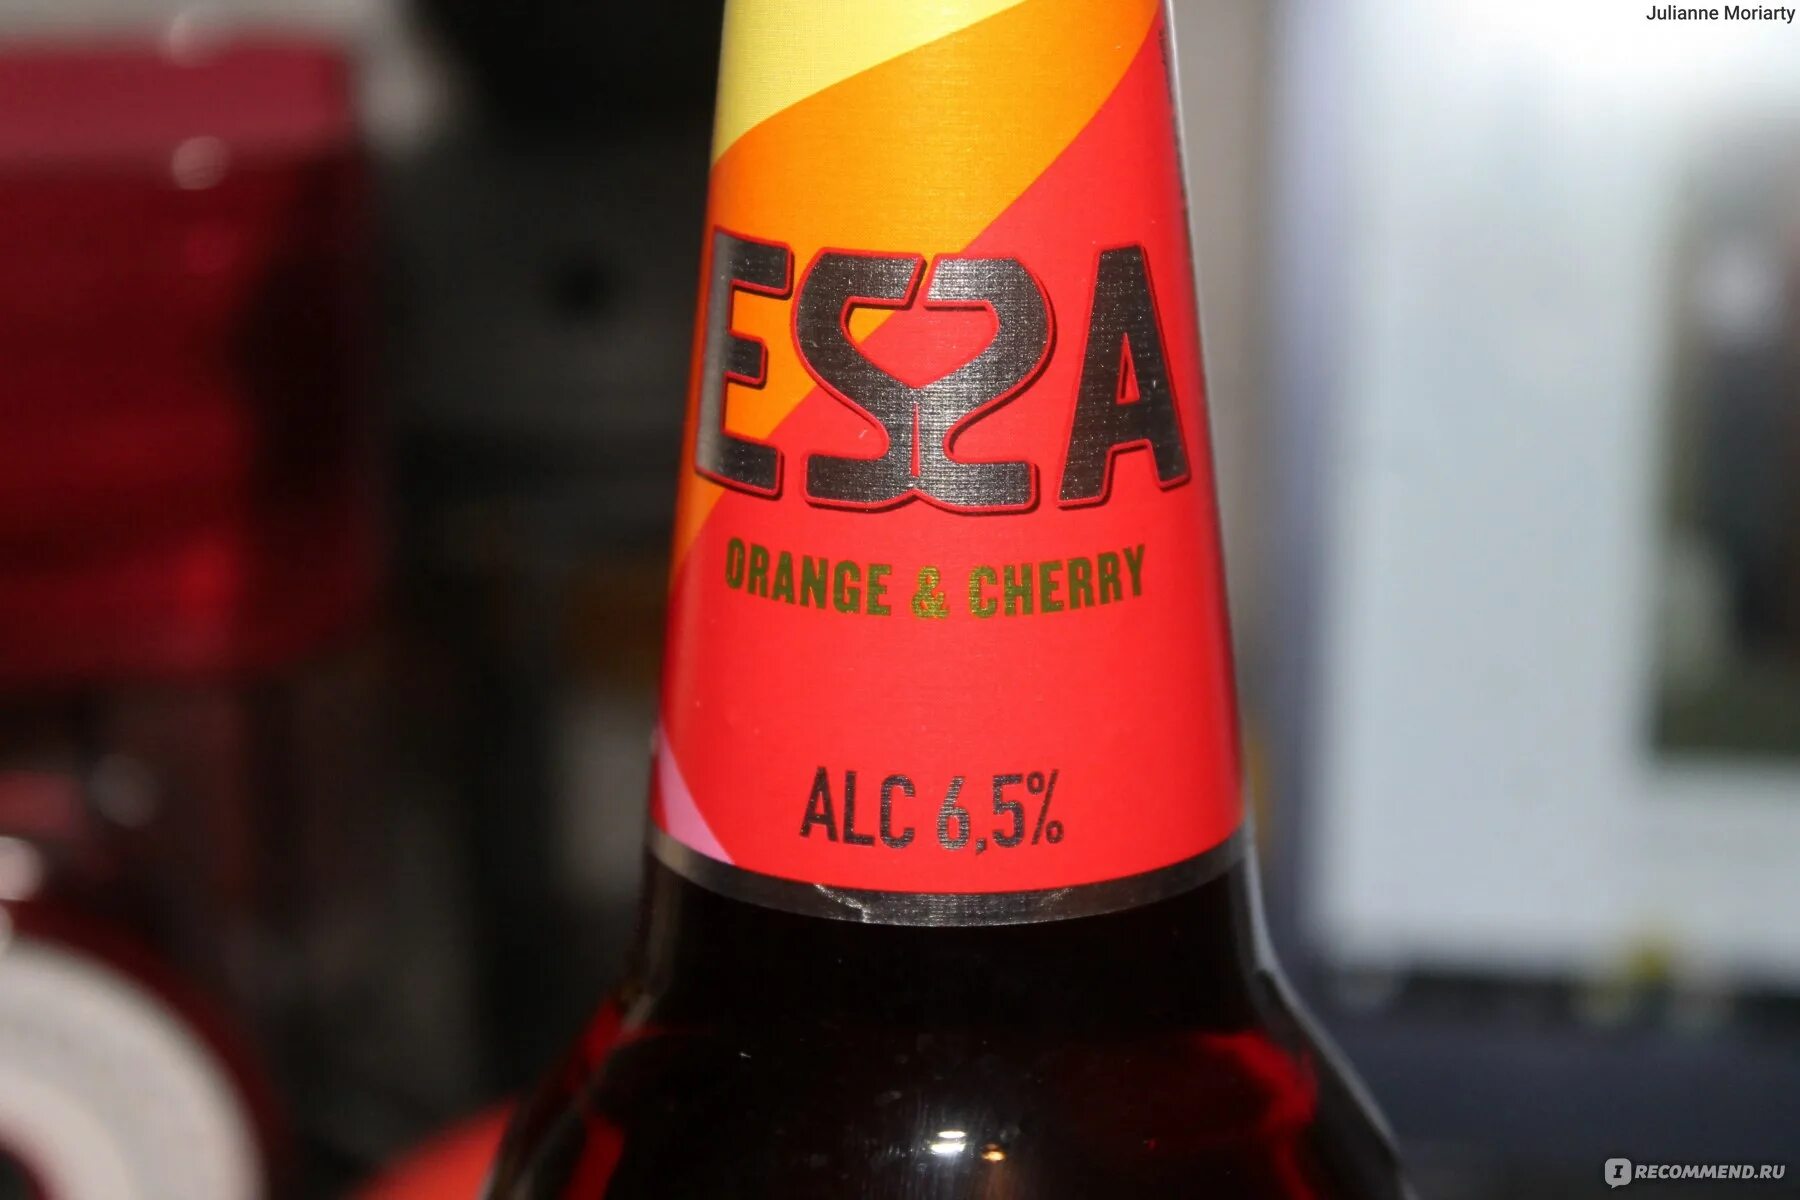 Julianne Moriarty
ESSA
ORANGE & CHERRY
ALC 6,5%
I RECOMMEND.RU